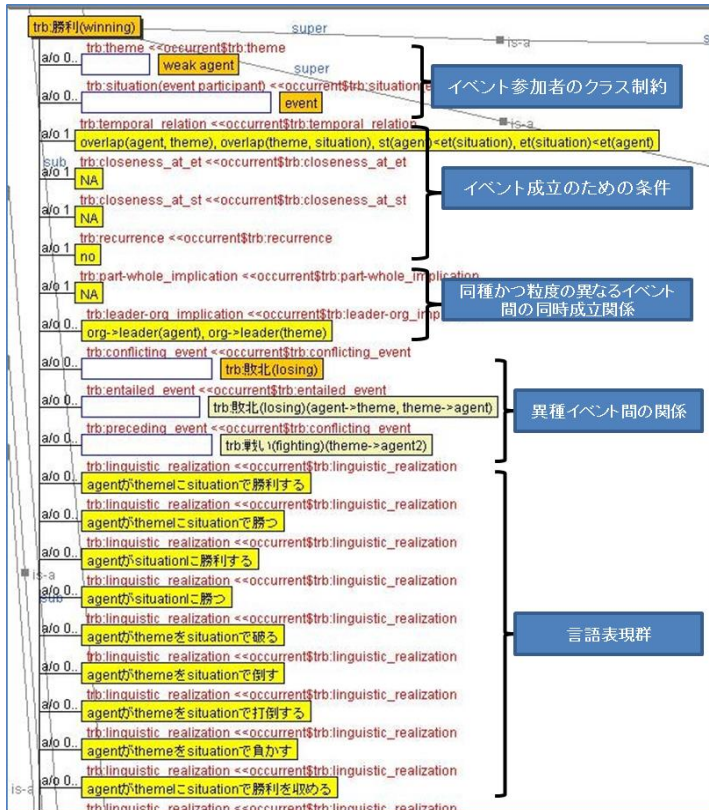 trb:勝利(winning)
super
is-a
s
trb:theme <<occurrent$trb:theme
a/o 0..
weak agent
super
trb:situation(event participant) <<occurrent$trb:situation
a/o 0..
event
イベント参加者のクラス制約
is-a
trb:temporal_relation <<occurrent$trb:temporal_relation
a/o 1
overlap(agent, theme), overlap(theme, situation), st(agent)<et(situation), et(situation)<et(agent)
sub
trb:closeness_at_et <<occurrent$trb:closeness_at_et
a/o 1
NA
イベント成立のための条件
trb:closeness_at_st <<occurrent$trb:closeness_at_st
a/o 1
NA
trb:recurrence <<occurrent$trb:recurrence
a/o 1
no
trb:part-whole_implication <<occurrent$trb:part-whole_implication
a/o 1
NA
同種かつ粒度の異なるイベント
間の同時成立関係
trb:leader-org_implication <<occurrent$trb:leader-org_imp
a/o 0..
org->leader(agent), org->leader(theme)
trb:conflicting_event <<occurrent$trb:conflicting_event
a/o 0..
trb:敗北(losing)
trb:entailed_event <<occurrent$trb:entailed_event
a/o 0..
trb:敗北(losing)(agent->theme, theme->agent)
異種イベント間の関係
trb:preceding_event <<occurrent$trb:conflicting_event
a/o 0..
trb:戦い(fighting)(theme->agent2)
trb:linguistic_realization <<occurrent$trb:linguistic_realization
a/o 0..
agentがthemeにsituationで勝利する
trb:linguistic_realization <<occurrent$trb:linguistic_realization
a/o 0..
agentがthemeにsituationで勝つ
trb:linguistic_realization <<occurrent$trb:linguistic_realization
a/o 0..
agentがsituationに勝利する
is-a
trb:linguistic_realization <<occurrent$trb:linguistic_realization
a/o 0..
sub
agentがsituationに勝つ
trb:linguistic_realization <<occurrent$trb:linguistic_realization
a/o 0..
agentがthemeをsituationで破る
言語表現群
trb:linguistic_realization <<occurrent$trb:linguistic_realization
a/o 0..
agentがthemeをsituationで倒す
trb:linguistic_realization <<occurrent$trb:linguistic_realization
a/o 0..
agentがthemeをsituationで打倒する
trb:linguistic_realization <<occurrent$trb:linguistic_realization
a/o 0..
agentがthemeをsituationで負かす
trb:linguistic_realization <<occurrent$trb:linguistic_realization
is-a
a/o 0..
agentがthemeにsituationで勝利を収める
trb:linguistic_realization <<occurrent$trb:linguistic_realization